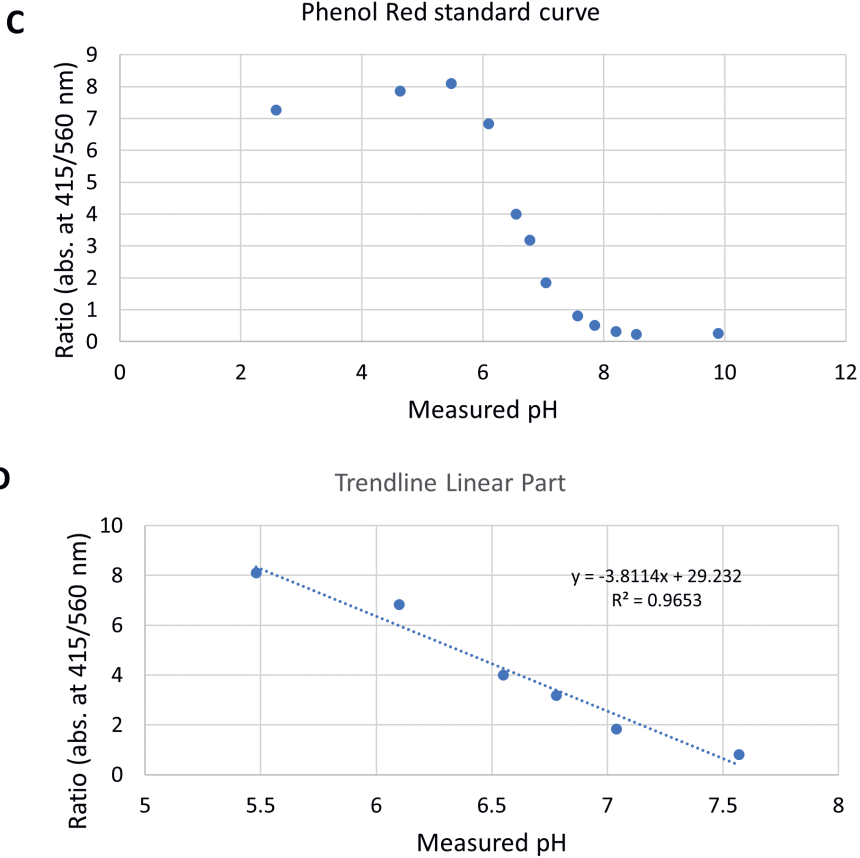 C
Phenol Red standard curve
Ratio (abs. at 415/560 nm)
9
8
7
6
5
4
3
2
1
0
0 2 4 6 8 10 12
Measured pH
D
Trendline Linear Part
Ratio (abs. at 415/560 nm)
10
8
6
4
2
0
y = -3.8114x + 29.232
R² = 0.9653
5 5.5 6 6.5 7 7.5 8
Measured pH